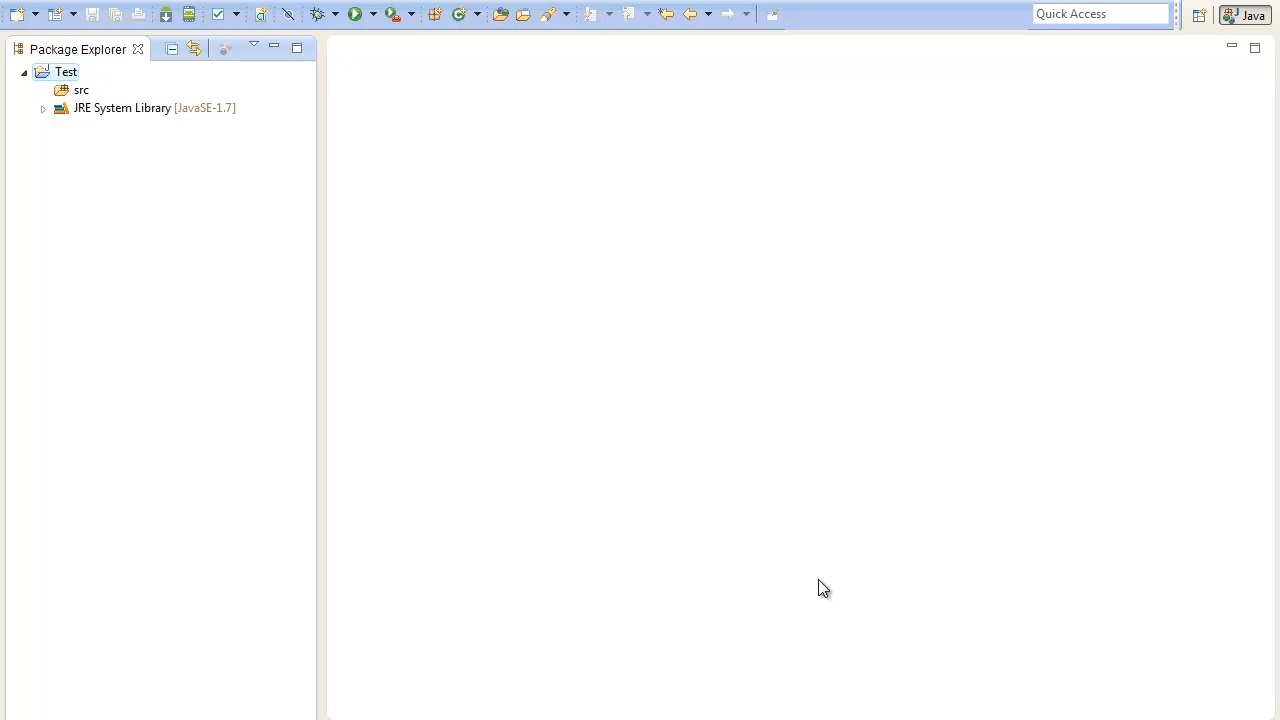 Quick Access
Java
Package Explorer
Test
src
JRE System Library [JavaSE-1.7]